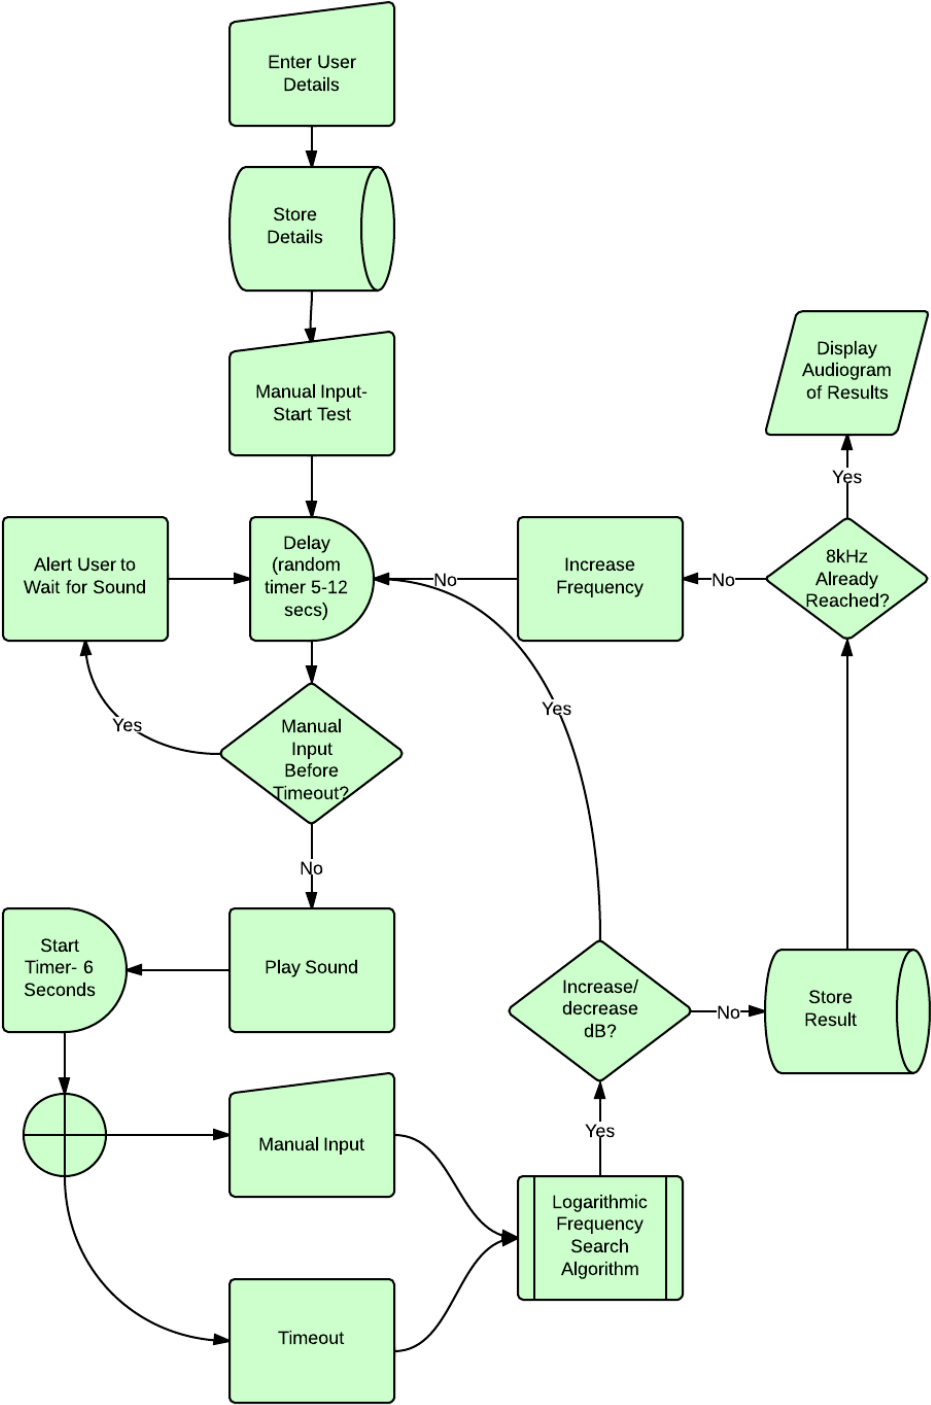 Enter User
Details
Store
Details
Manual Input-
Start Test
Display
Audiogram
of Results
Yes
Alert User to
Wait for Sound
Delay
(random
timer 5-12
secs)
No
Increase
Frequency
No
8kHz
Already
Reached?
Yes
Manual
Input
Before
Timeout?
Yes
No
Start
Timer- 6
Seconds
Play Sound
Increase/
decrease
dB?
No
Store
Result
Manual Input
Yes
Logarithmic
Frequency
Search
Algorithm
Timeout